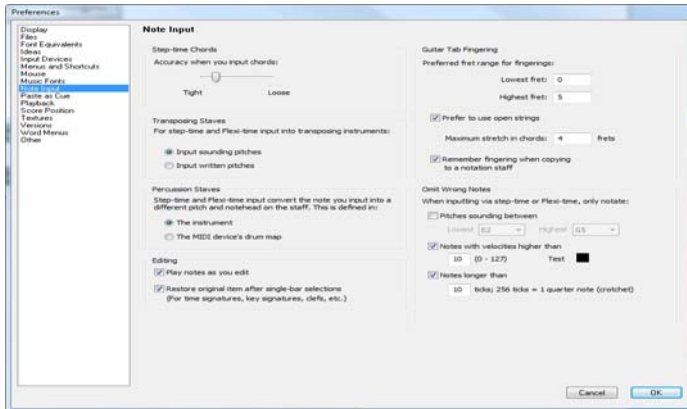 Preferences
Display
Files
Font Equivalents
Ideas
Input Devices
Menus and Shortcuts
Mouse
Music Fonts
Note Input
Paste as Cue
Playback
Score Position
Textures
Versions
Word Menus
Other
Note Input
Step-time Chords
Accuracy when you input chords:
Tight Loose
Transposing Staves
For step-time and Flexi-time input into transposing instruments:
Input sounding pitches
Input written pitches
Percussion Staves
Step-time and Flexi-time input convert the note you input into a
different pitch and notehead on the staff. This is defined in:
The instrument
The MIDI device's drum map
Editing
Play notes as you edit
Restore original item after single-bar selections
(For time signatures, key signatures, clefs, etc.)
Guitar Tab Fingering
Preferred fret range for fingerings:
Lowest fret: 0
Highest fret: 5
Prefer to use open strings
Maximum stretch in chords: 4 frets
Remember fingering when copying
to a notation staff
Omit Wrong Notes
When inputting via step-time or Flexi-time, only notate:
Pitches sounding between
Lowest E2 Highest G5
Notes with velocities higher than
10 (0 - 127) Test
Notes longer than
10 ticks; 256 ticks = 1 quarter note (crotchet)
Cancel OK